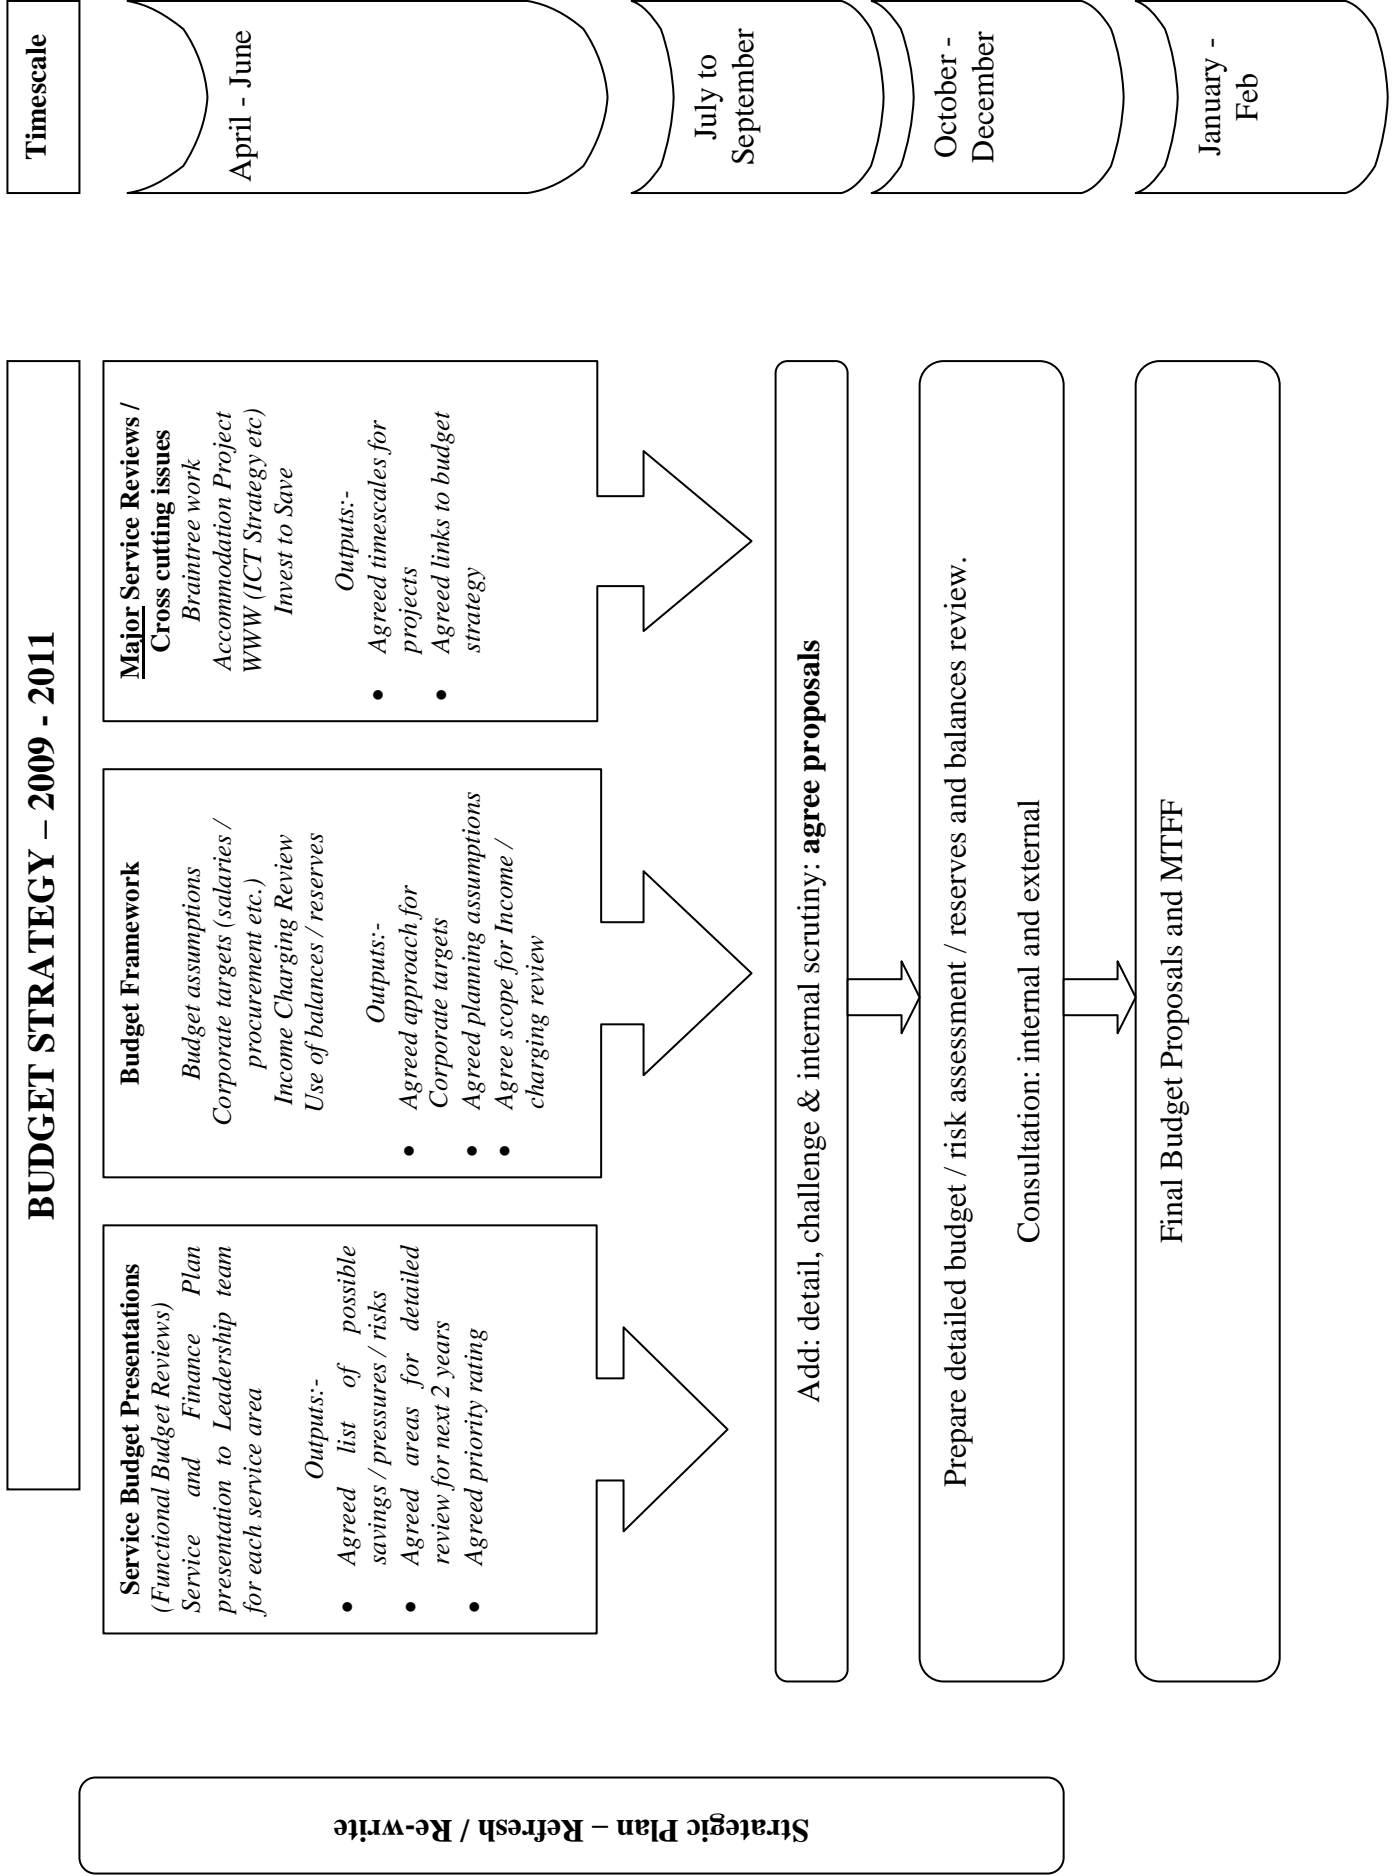 BUDGET STRATEGY – 2009 - 2011
Timescale
Strategic Plan – Refresh / Re-write
Service Budget Presentations
(Functional Budget Reviews)
Service and Finance Plan
presentation to Leadership team
for each service area
Outputs:-
• Agreed list of possible
savings / pressures / risks
• Agreed areas for detailed
review for next 2 years
• Agreed priority rating
Budget Framework
Budget assumptions
Corporate targets (salaries /
procurement etc.)
Income Charging Review
Use of balances / reserves
Outputs:-
• Agreed approach for
Corporate targets
• Agreed planning assumptions
• Agree scope for Income /
charging review
Major Service Reviews /
Cross cutting issues
Braintree work
Accommodation Project
WWW (ICT Strategy etc)
Invest to Save
Outputs:-
• Agreed timescales for
projects
• Agreed links to budget
strategy
April - June
Add: detail, challenge & internal scrutiny: agree proposals
July to
September
Prepare detailed budget / risk assessment / reserves and balances review.
Consultation: internal and external
October -
December
Final Budget Proposals and MTFF
January -
Feb